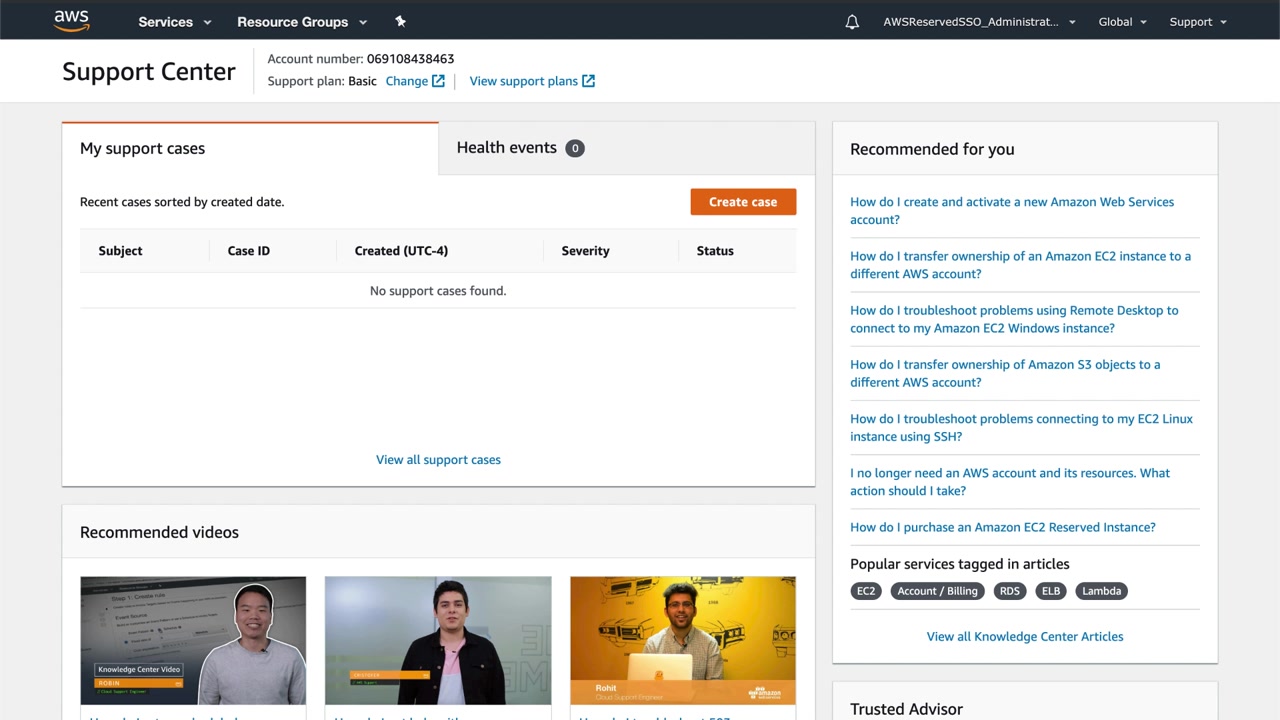 aws
Services
Resource Groups
AWSReservedSSO_Administrat...
Global
Support
Support Center
Account number: 069108438463
Support plan: Basic Change
View support plans
My support cases
Health events 0
Recent cases sorted by created date.
Create case
Subject
Case ID
Created (UTC-4)
Severity
Status
No support cases found.
View all support cases
Recommended videos
Knowledge Center Video
ROBIN
Cloud Support Engineer
Rohit
Cloud Support Engineer
amazon
Recommended for you
How do I create and activate a new Amazon Web Services
account?
How do I transfer ownership of an Amazon EC2 instance to a
different AWS account?
How do I troubleshoot problems using Remote Desktop to
connect to my Amazon EC2 Windows instance?
How do I transfer ownership of Amazon S3 objects to a
different AWS account?
How do I troubleshoot problems connecting to my EC2 Linux
instance using SSH?
I no longer need an AWS account and its resources. What
action should I take?
How do I purchase an Amazon EC2 Reserved Instance?
Popular services tagged in articles
EC2
Account / Billing
RDS
ELB
Lambda
View all Knowledge Center Articles
Trusted Advisor